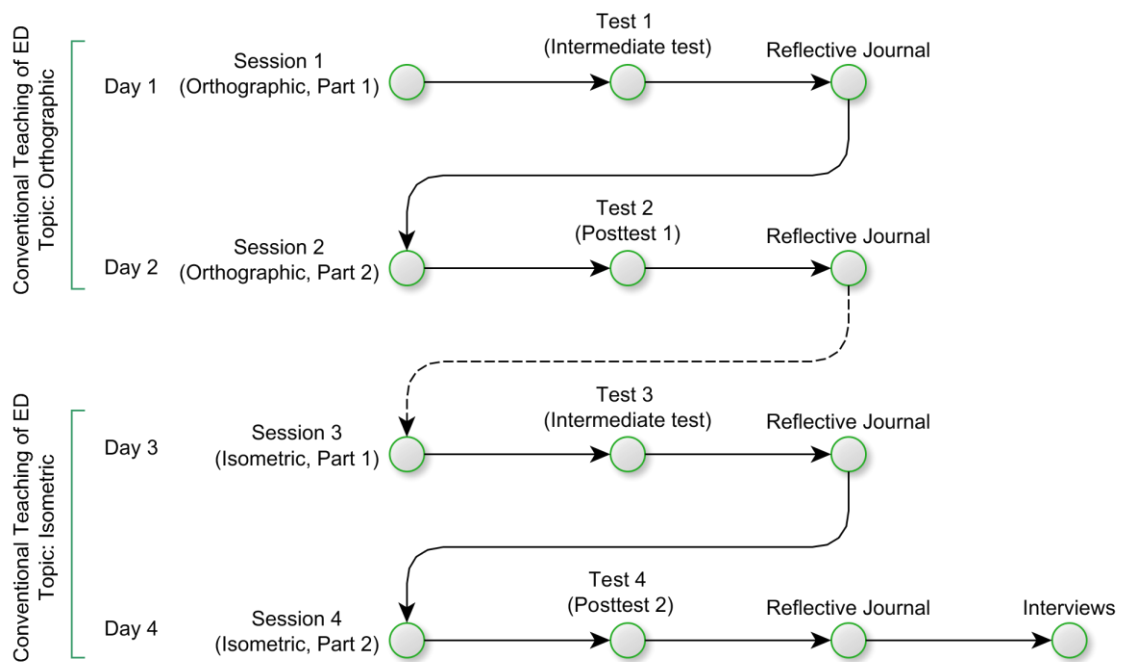 Conventional Teaching of ED
Topic: Orthographic
Day 1
Session 1
(Orthographic, Part 1)
Test 1
(Intermediate test)
Reflective Journal
Day 2
Session 2
(Orthographic, Part 2)
Test 2
(Posttest 1)
Reflective Journal
Conventional Teaching of ED
Topic: Isometric
Day 3
Session 3
(Isometric, Part 1)
Test 3
(Intermediate test)
Reflective Journal
Day 4
Session 4
(Isometric, Part 2)
Test 4
(Posttest 2)
Reflective Journal
Interviews